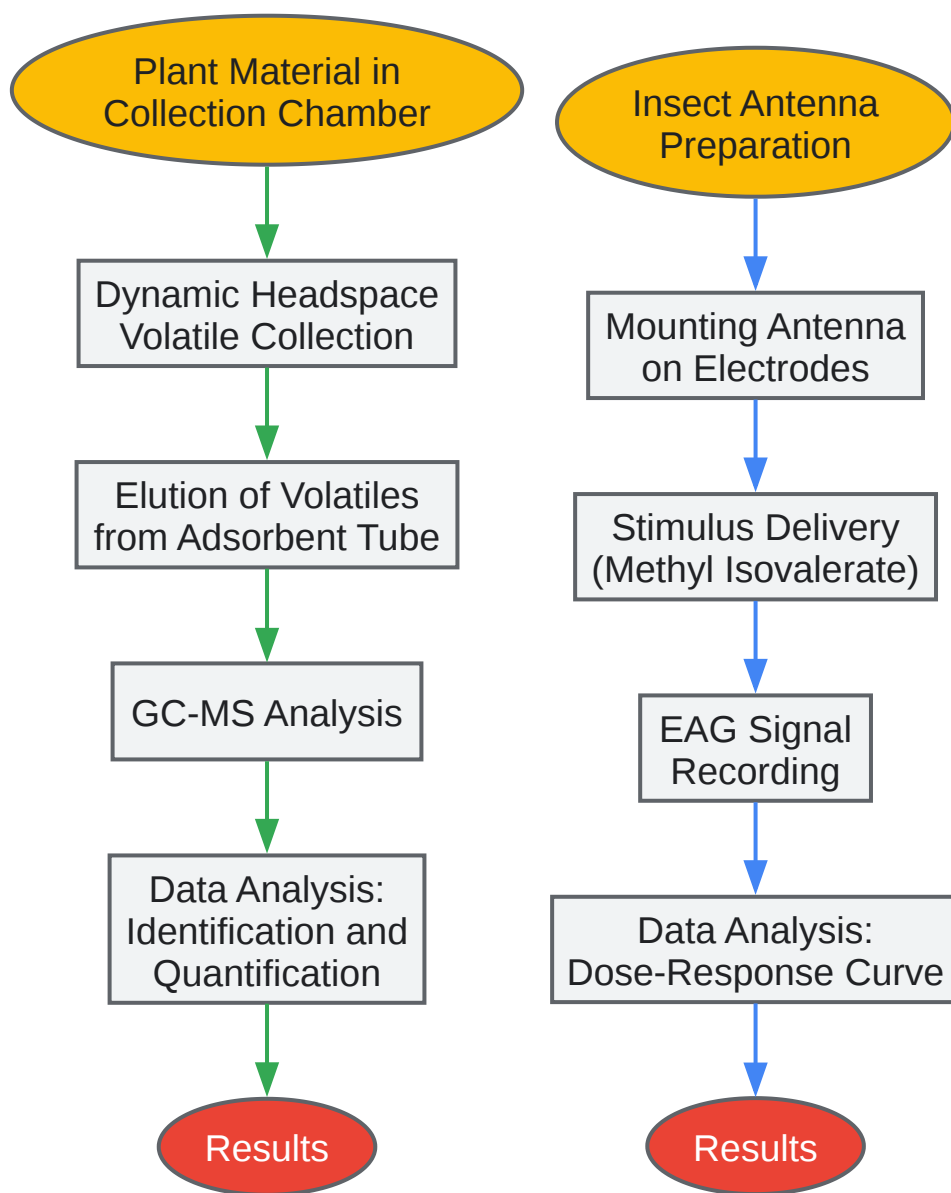 Plant Material in
Collection Chamber
Dynamic Headspace
Volatile Collection
Elution of Volatiles
from Adsorbent Tube
GC-MS Analysis
Data Analysis:
Identification and
Quantification
Results
Insect Antenna
Preparation
Mounting Antenna
on Electrodes
Stimulus Delivery
(Methyl Isovalerate)
EAG Signal
Recording
Data Analysis:
Dose-Response Curve
Results